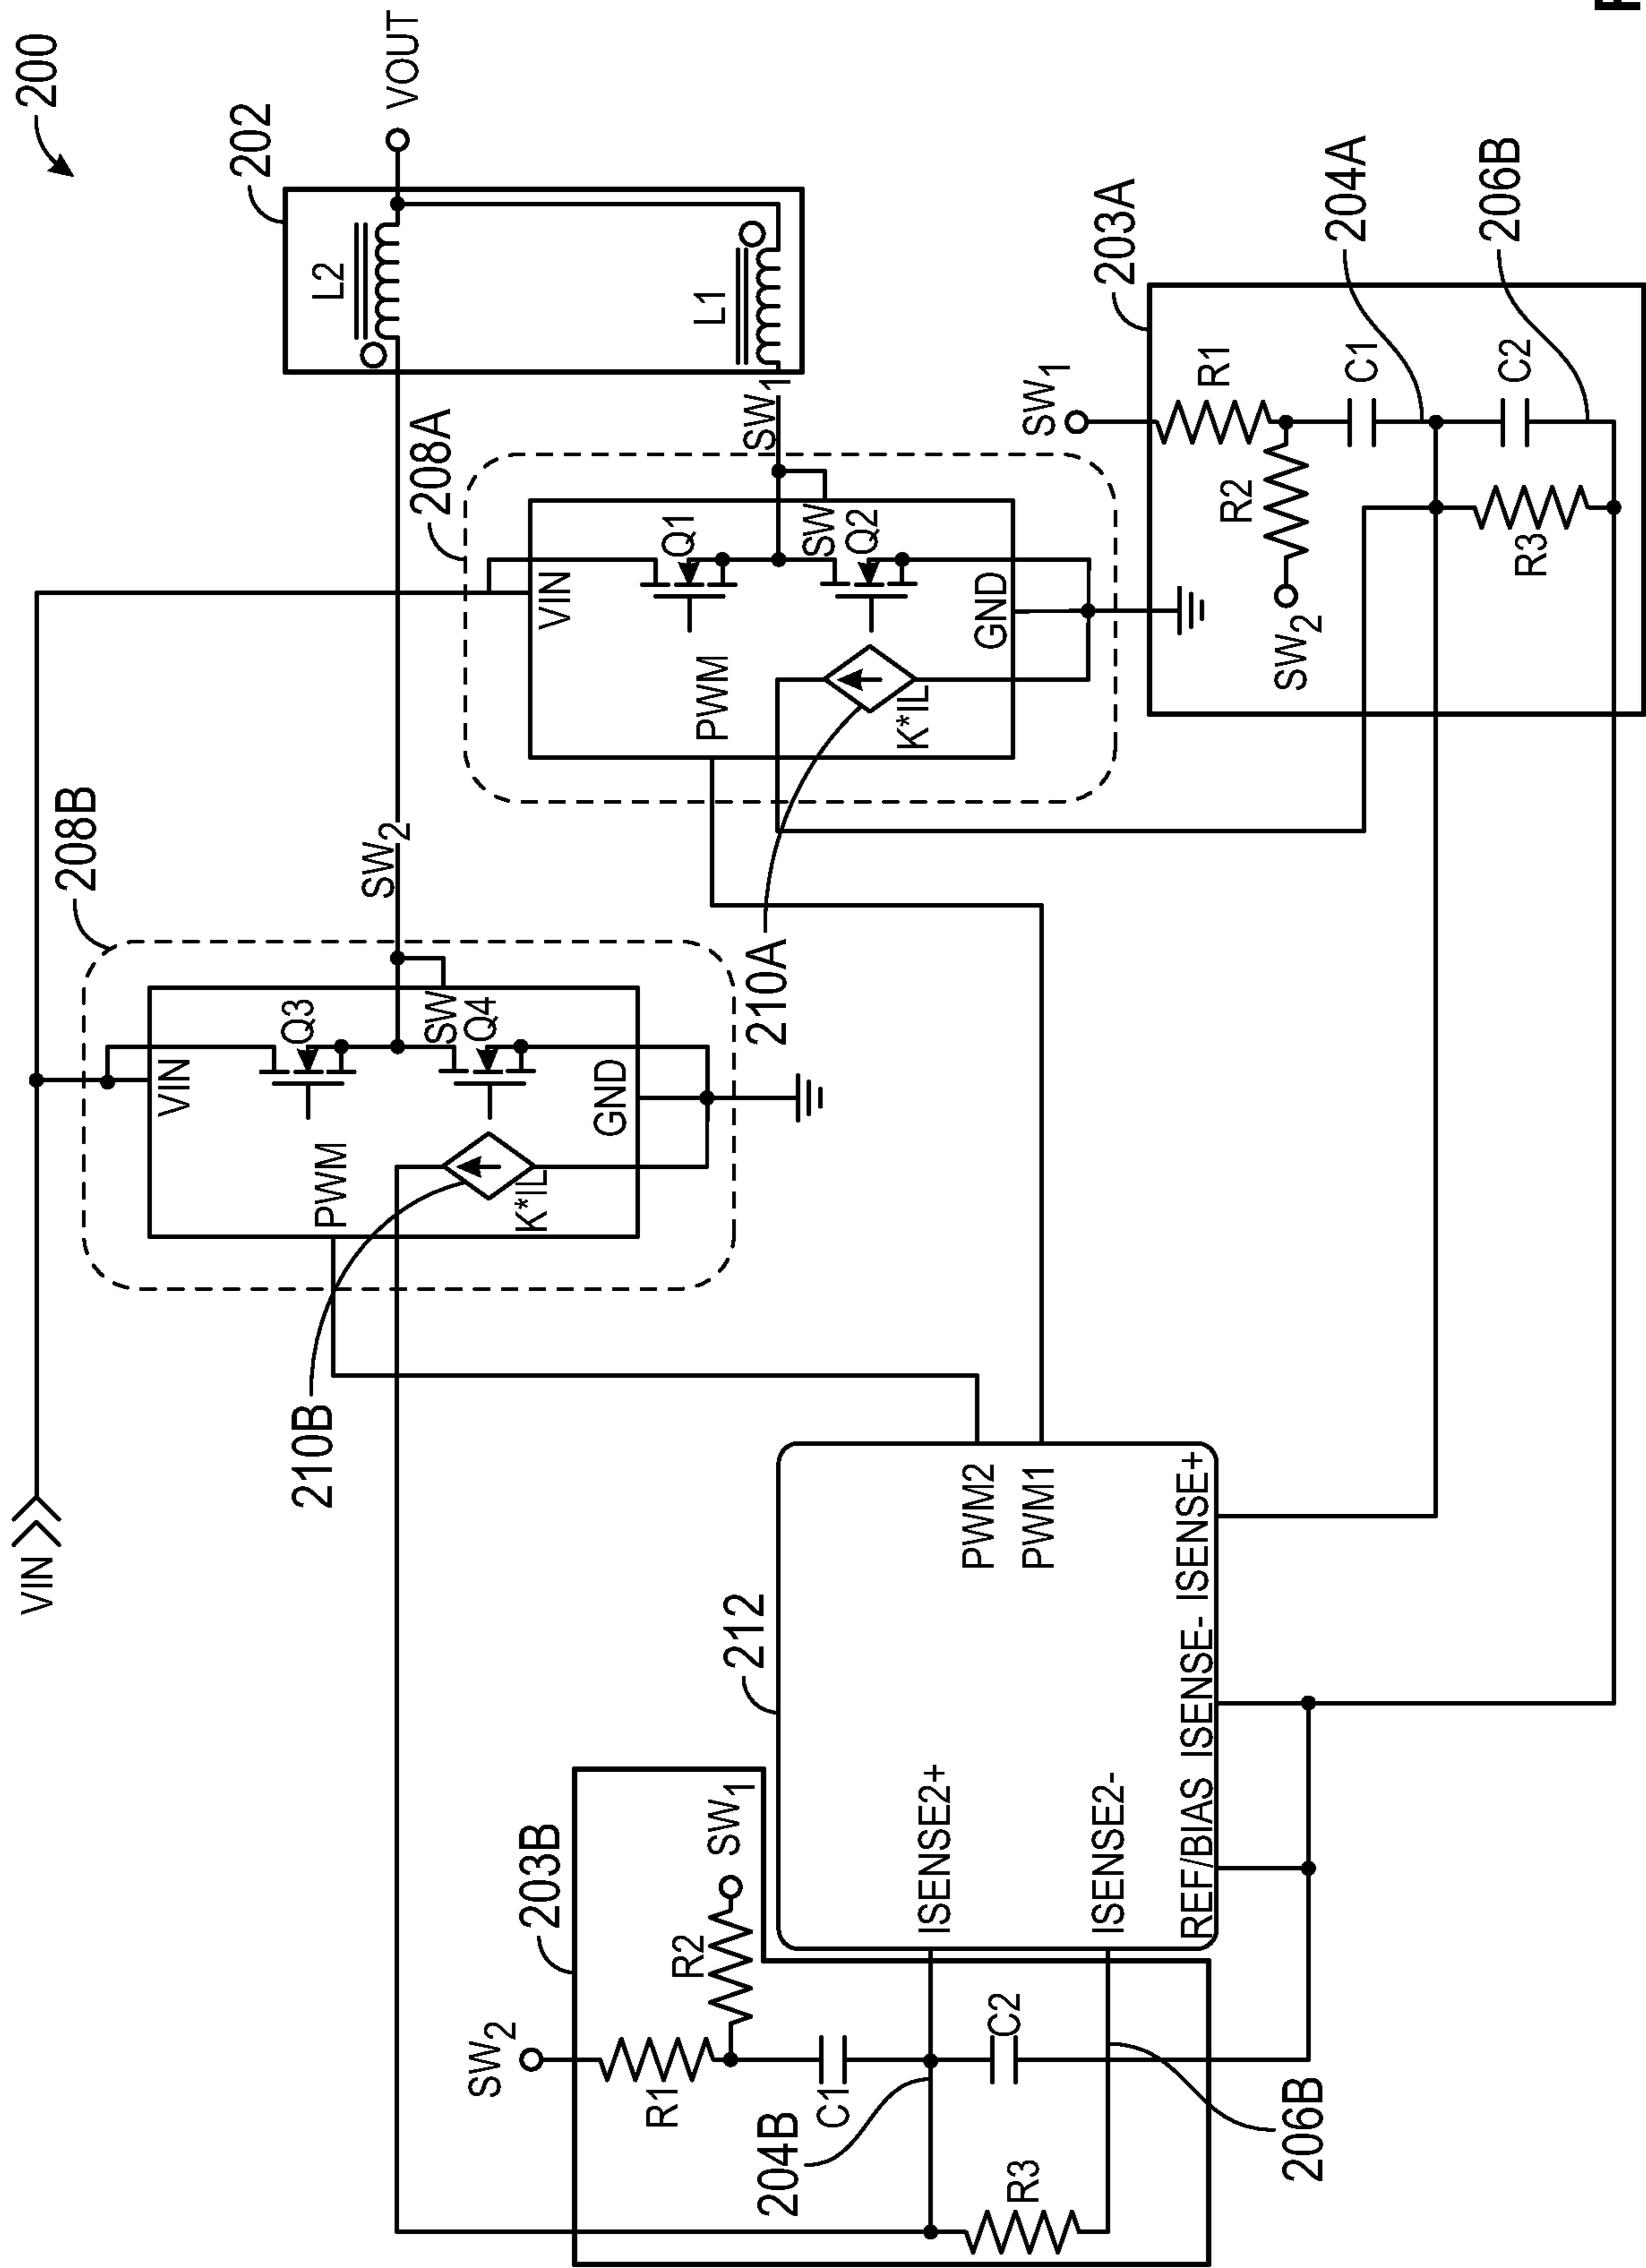 200
VIN
VOUT
202
L2
L1
208B
SW2
208A
SW1
VIN
Q3
SW
Q4
PWM
K*IL
GND
210B
VIN
Q1
SW
Q2
PWM
K*IL
GND
210A
203B
SW2
SW1
R1
R2
C1
C2
R3
204B
206B
212
ISENSE2+
ISENSE2-
PWM2
PWM1
REF/BIAS
ISENSE-
ISENSE+
203A
SW1
R1
SW2
R2
C1
C2
R3
204A
206B